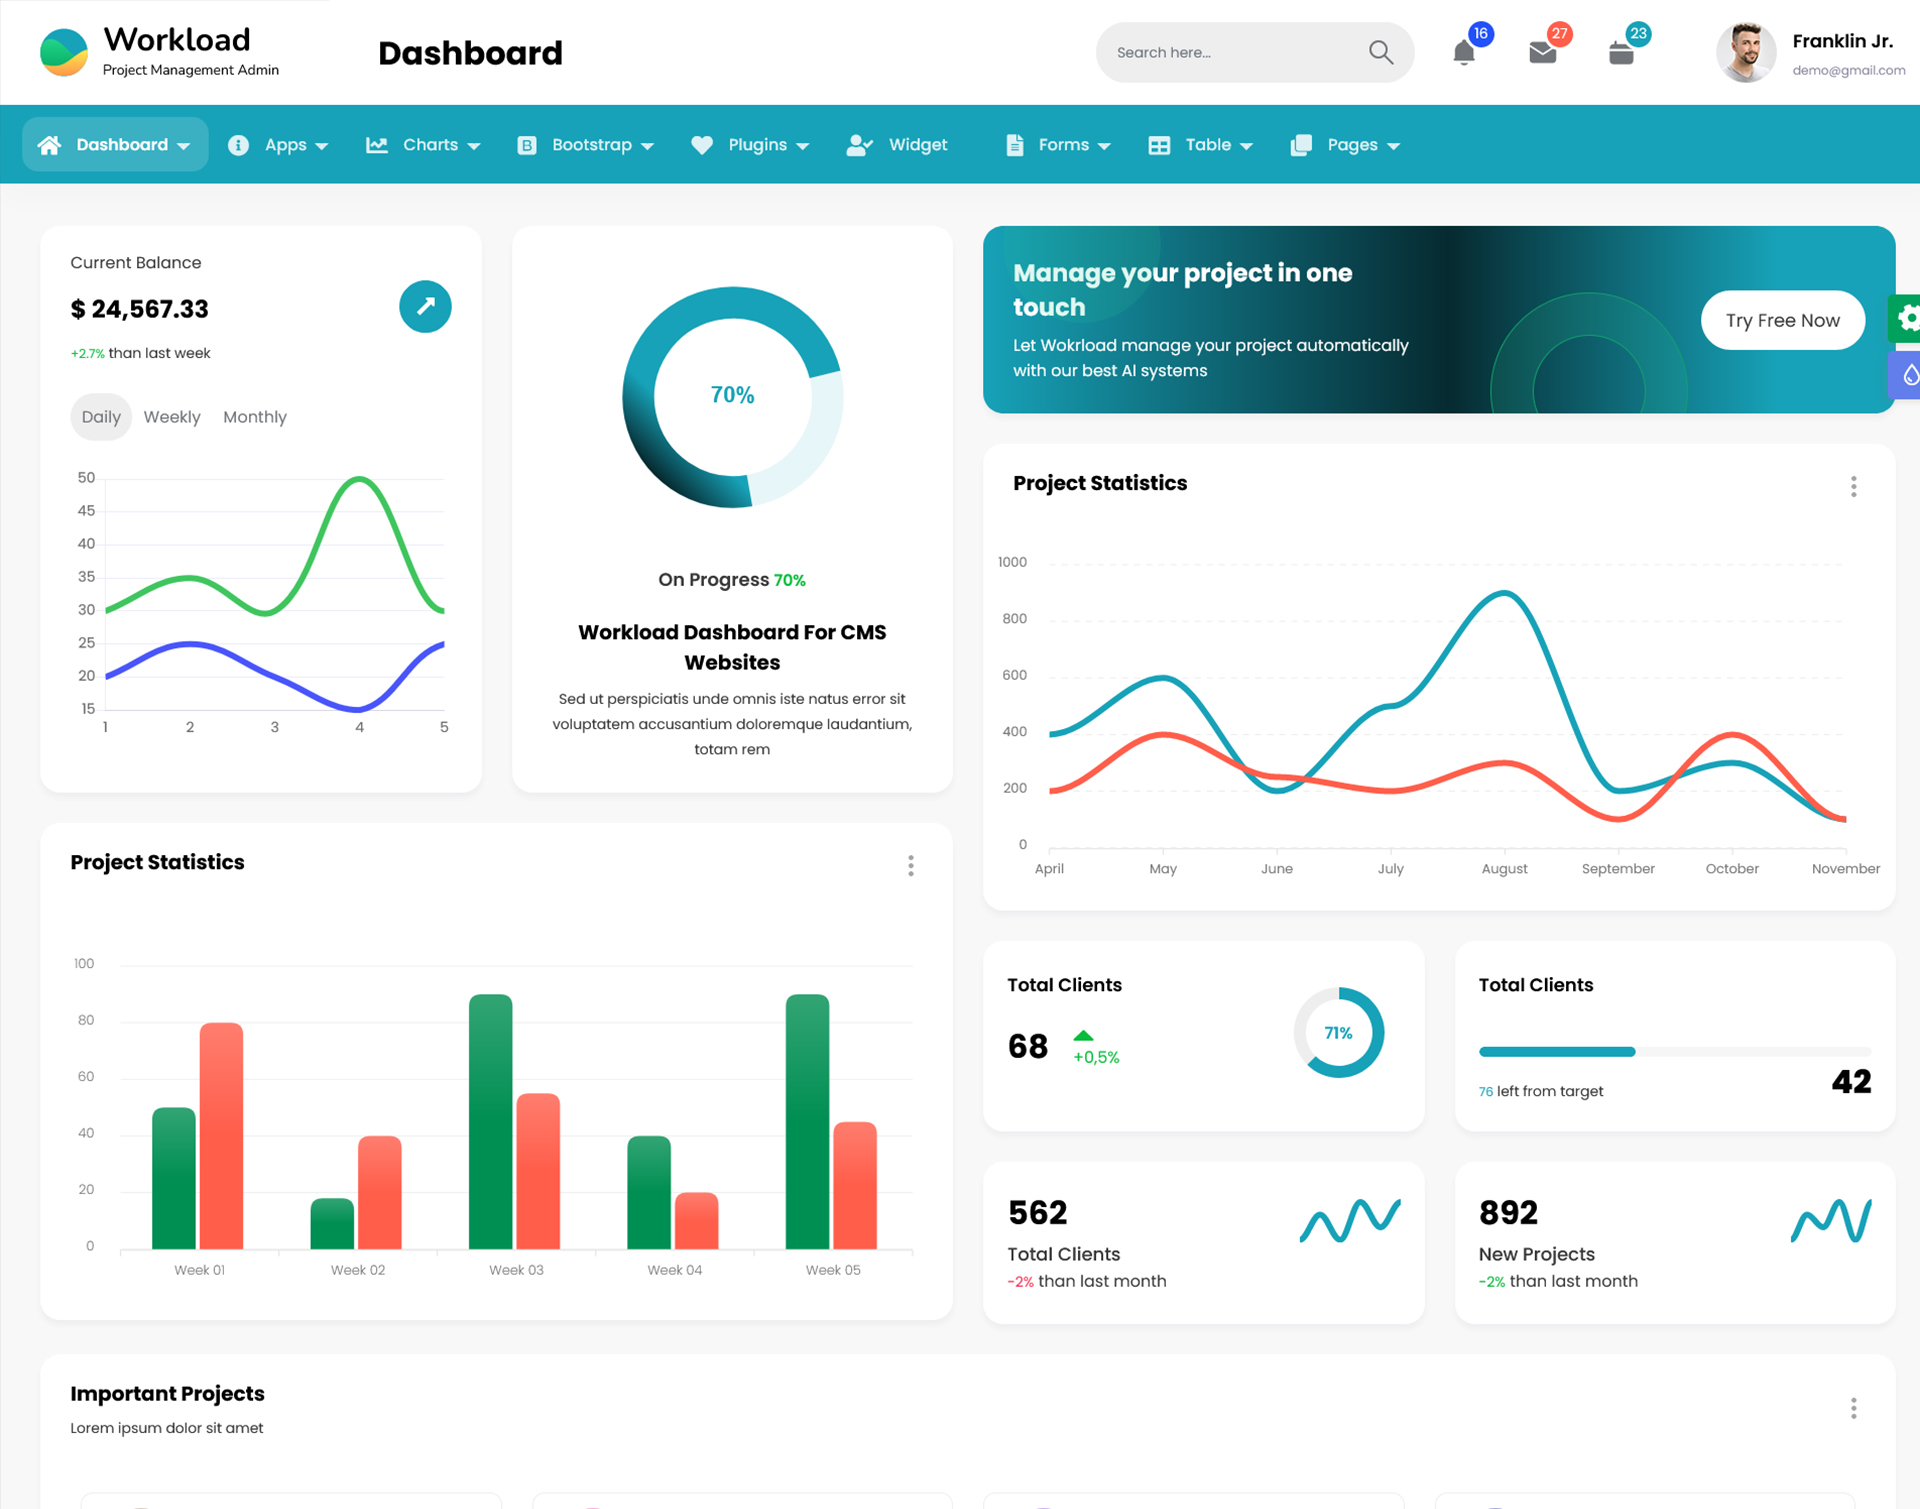 Workload
Project Management Admin
Dashboard
Search here...
16
27
23
Franklin Jr.
demo@gmail.com
Dashboard
Apps
Charts
Bootstrap
Plugins
Widget
Forms
Table
Pages
Current Balance
$ 24,567.33
+2.7% than last week
Daily Weekly Monthly
50
45
40
35
30
25
20
15
1 2 3 4 5
70%
On Progress 70%
Workload Dashboard For CMS
Websites
Sed ut perspiciatis unde omnis iste natus error sit
voluptatem accusantium doloremque laudantium,
totam rem
Manage your project in one
touch
Let Wokrload manage your project automatically
with our best AI systems
Try Free Now
Project Statistics
1000
800
600
400
200
0
April May June July August September October November
Project Statistics
100
80
60
40
20
0
Week 01 Week 02 Week 03 Week 04 Week 05
Total Clients
68
+0,5%
71%
Total Clients
76 left from target
42
562
Total Clients
-2% than last month
892
New Projects
-2% than last month
Important Projects
Lorem ipsum dolor sit amet